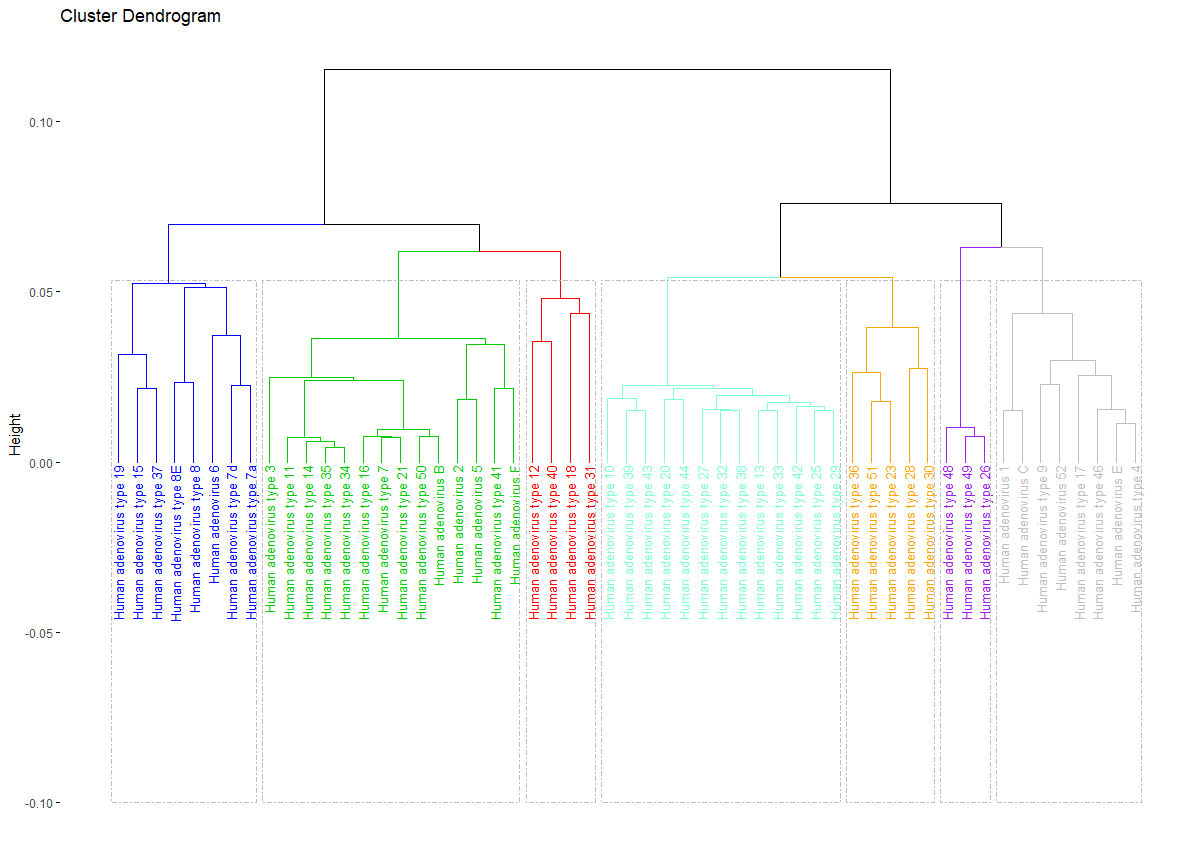 Cluster Dendrogram
0.10
0.05
0.00
-0.05
-0.10
Height
Human adenovirus type 19
Human adenovirus type 15
Human adenovirus type 37
Human adenovirus type 8E
Human adenovirus type 8
Human adenovirus 6
Human adenovirus type 7d
Human adenovirus type 7a
Human adenovirus type 3
Human adenovirus type 11
Human adenovirus type 14
Human adenovirus type 35
Human adenovirus type 34
Human adenovirus type 16
Human adenovirus type 7
Human adenovirus type 21
Human adenovirus type 50
Human adenovirus B
Human adenovirus 2
Human adenovirus 5
Human adenovirus type 41
Human adenovirus F
Human adenovirus type 12
Human adenovirus type 40
Human adenovirus type 18
Human adenovirus type 31
Human adenovirus type 10
Human adenovirus type 39
Human adenovirus type 43
Human adenovirus type 20
Human adenovirus type 44
Human adenovirus type 27
Human adenovirus type 32
Human adenovirus type 38
Human adenovirus type 13
Human adenovirus type 33
Human adenovirus type 42
Human adenovirus type 25
Human adenovirus type 29
Human adenovirus type 36
Human adenovirus type 51
Human adenovirus type 23
Human adenovirus type 28
Human adenovirus type 30
Human adenovirus type 48
Human adenovirus type 49
Human adenovirus type 26
Human adenovirus 1
Human adenovirus C
Human adenovirus type 9
Human adenovirus 52
Human adenovirus type 17
Human adenovirus type 46
Human adenovirus E
Human adenovirus type 4